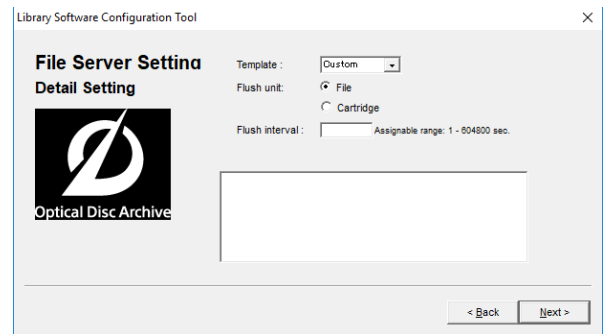 Library Software Configuration Tool
File Server Setting
Detail Setting
Optical Disc Archive
Template :
Custom
Flush unit:
File
Cartridge
Flush interval :
Assignable range: 1 - 604800 sec.
< Back
Next >